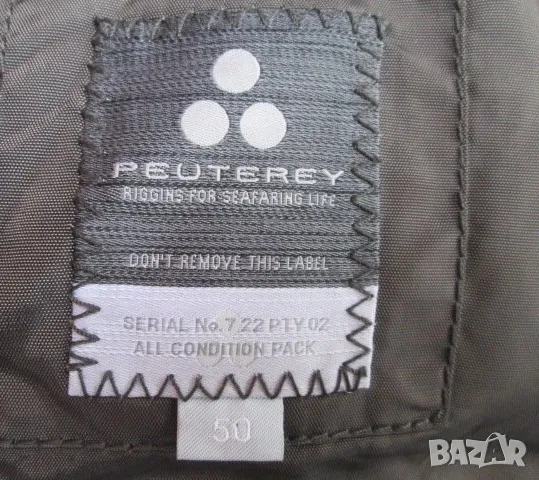 PEUTEREY
RIGGINS FOR SEAFARING LIFE
DON'T REMOVE THIS LABEL
SERIAL No. 7,22 PTY 02
ALL CONDITION PACK
50
BAZAR